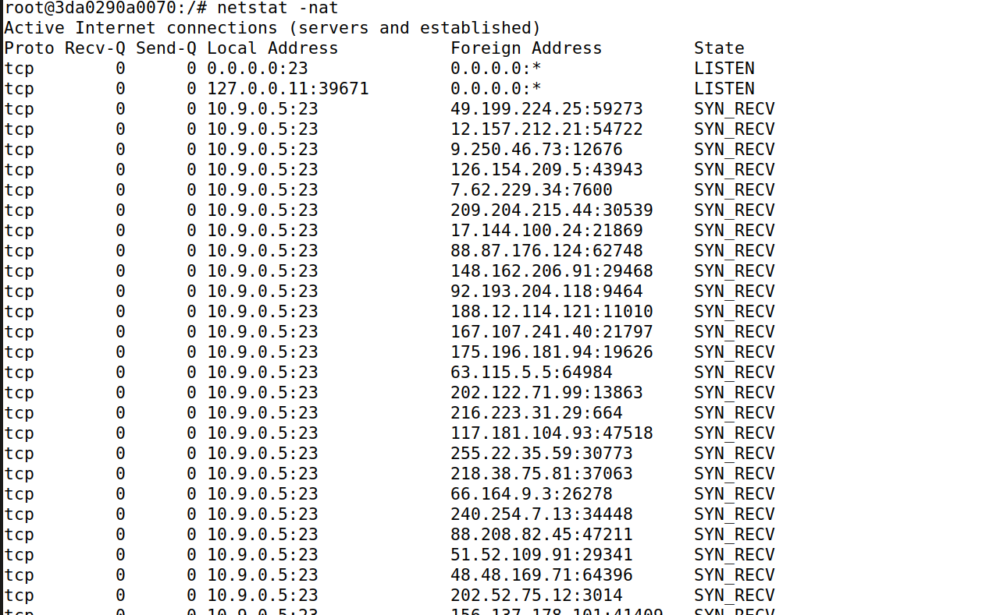 root@3da0290a0070:/# netstat -nat
Active Internet connections (servers and established)
Proto Recv-Q Send-Q Local Address           Foreign Address         State
tcp        0      0 0.0.0.0:23              0.0.0.0:*               LISTEN
tcp        0      0 127.0.0.11:39671        0.0.0.0:*               LISTEN
tcp        0      0 10.9.0.5:23             49.199.224.25:59273     SYN_RECV
tcp        0      0 10.9.0.5:23             12.157.212.21:54722     SYN_RECV
tcp        0      0 10.9.0.5:23             9.250.46.73:12676       SYN_RECV
tcp        0      0 10.9.0.5:23             126.154.209.5:43943     SYN_RECV
tcp        0      0 10.9.0.5:23             7.62.229.34:7600        SYN_RECV
tcp        0      0 10.9.0.5:23             209.204.215.44:30539    SYN_RECV
tcp        0      0 10.9.0.5:23             17.144.100.24:21869     SYN_RECV
tcp        0      0 10.9.0.5:23             88.87.176.124:62748     SYN_RECV
tcp        0      0 10.9.0.5:23             148.162.206.91:29468    SYN_RECV
tcp        0      0 10.9.0.5:23             92.193.204.118:9464     SYN_RECV
tcp        0      0 10.9.0.5:23             188.12.114.121:11010    SYN_RECV
tcp        0      0 10.9.0.5:23             167.107.241.40:21797    SYN_RECV
tcp        0      0 10.9.0.5:23             175.196.181.94:19626    SYN_RECV
tcp        0      0 10.9.0.5:23             63.115.5.5:64984        SYN_RECV
tcp        0      0 10.9.0.5:23             202.122.71.99:13863     SYN_RECV
tcp        0      0 10.9.0.5:23             216.223.31.29:664       SYN_RECV
tcp        0      0 10.9.0.5:23             117.181.104.93:47518    SYN_RECV
tcp        0      0 10.9.0.5:23             255.22.35.59:30773      SYN_RECV
tcp        0      0 10.9.0.5:23             218.38.75.81:37063      SYN_RECV
tcp        0      0 10.9.0.5:23             66.164.9.3:26278        SYN_RECV
tcp        0      0 10.9.0.5:23             240.254.7.13:34448      SYN_RECV
tcp        0      0 10.9.0.5:23             88.208.82.45:47211      SYN_RECV
tcp        0      0 10.9.0.5:23             51.52.109.91:29341      SYN_RECV
tcp        0      0 10.9.0.5:23             48.48.169.71:64396      SYN_RECV
tcp        0      0 10.9.0.5:23             202.52.75.12:3014       SYN_RECV
tcp        0      0 10.9.0.5:23                                     SYN_RECV